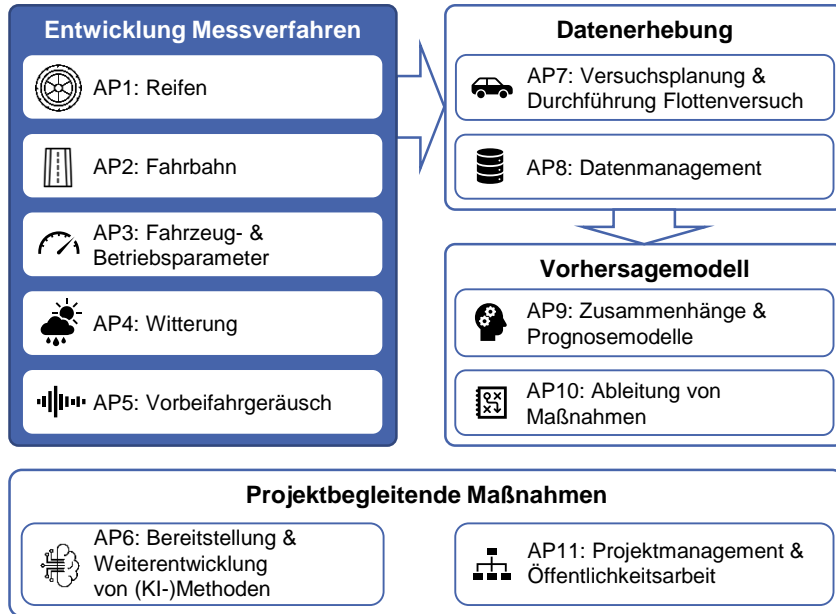 Entwicklung Messverfahren
AP1: Reifen
AP2: Fahrbahn
AP3: Fahrzeug- &
Betriebsparameter
AP4: Witterung
AP5: Vorbeifahrgeräusch
Datenerhebung
AP7: Versuchsplanung &
Durchführung Flottenversuch
AP8: Datenmanagement
Vorhersagemodell
AP9: Zusammenhänge &
Prognosemodelle
AP10: Ableitung von
Maßnahmen
Projektbegleitende Maßnahmen
AP6: Bereitstellung &
Weiterentwicklung
von (KI-)Methoden
AP11: Projektmanagement &
Öffentlichkeitsarbeit